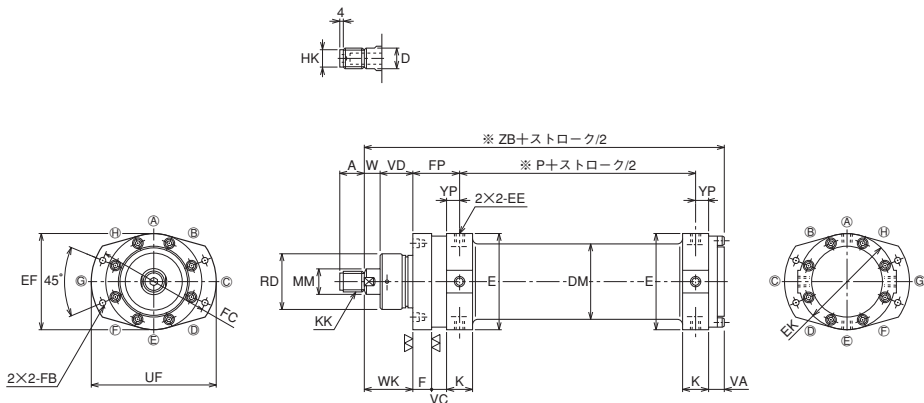 4
HK
D
※ ZB＋ストローク/2
A
W
VD
FP
※ P＋ストローク/2
YP
2×2-EE
YP
Ⓐ
Ⓗ
Ⓑ
EF
45°
Ⓖ
Ⓒ
FC
Ⓕ
Ⓓ
Ⓔ
2×2-FB
UF
RD
MM
KK
E
DM
E
WK
F
K
VC
K
VA
Ⓐ
Ⓑ
Ⓗ
Ⓒ
Ⓖ
EK
Ⓓ
Ⓕ
Ⓔ